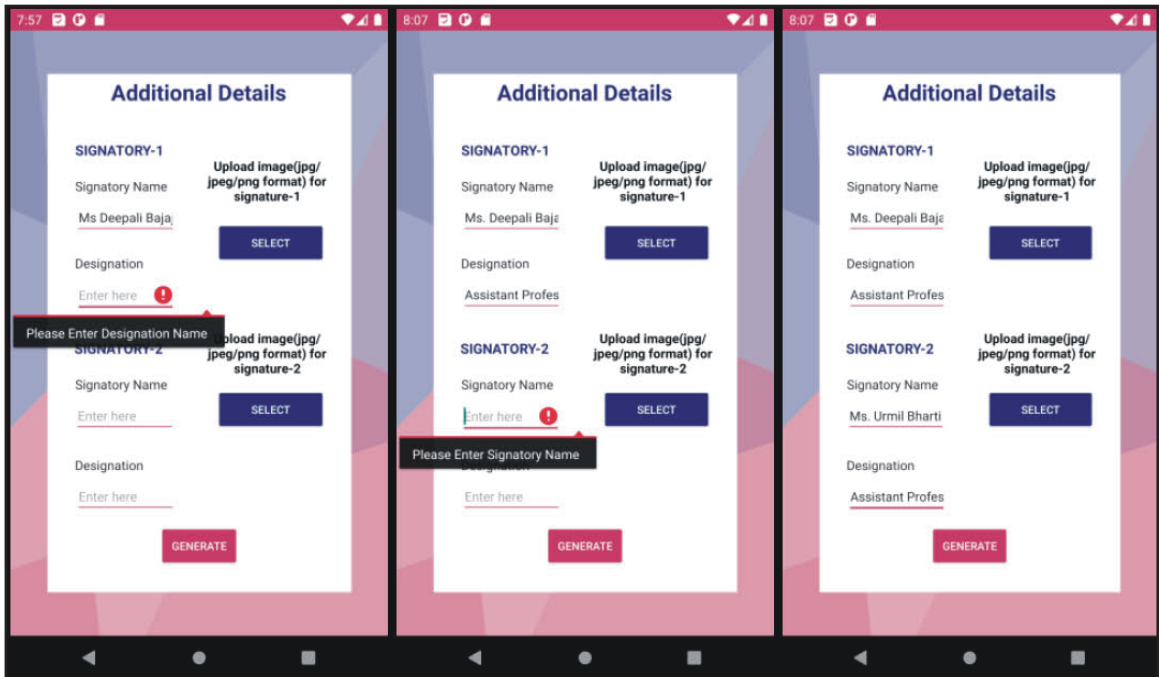 7:57
Additional Details
SIGNATORY-1
Upload image(jpg/
jpeg/png format) for
signature-1
Signatory Name
Ms Deepali Bajaj
SELECT
Designation
Enter here
Please Enter Designation Name
SIGNATORY-2
Upload image(jpg/
jpeg/png format) for
signature-2
Signatory Name
Enter here
SELECT
Designation
Enter here
GENERATE
8:07
Additional Details
SIGNATORY-1
Upload image(jpg/
jpeg/png format) for
signature-1
Signatory Name
Ms. Deepali Baja
SELECT
Designation
Assistant Profes
SIGNATORY-2
Upload image(jpg/
jpeg/png format) for
signature-2
Signatory Name
Enter here
SELECT
Please Enter Signatory Name
Designation
Enter here
GENERATE
8:07
Additional Details
SIGNATORY-1
Upload image(jpg/
jpeg/png format) for
signature-1
Signatory Name
Ms. Deepali Baja
SELECT
Designation
Assistant Profes
SIGNATORY-2
Upload image(jpg/
jpeg/png format) for
signature-2
Signatory Name
Ms. Urmil Bharti
SELECT
Designation
Assistant Profes
GENERATE